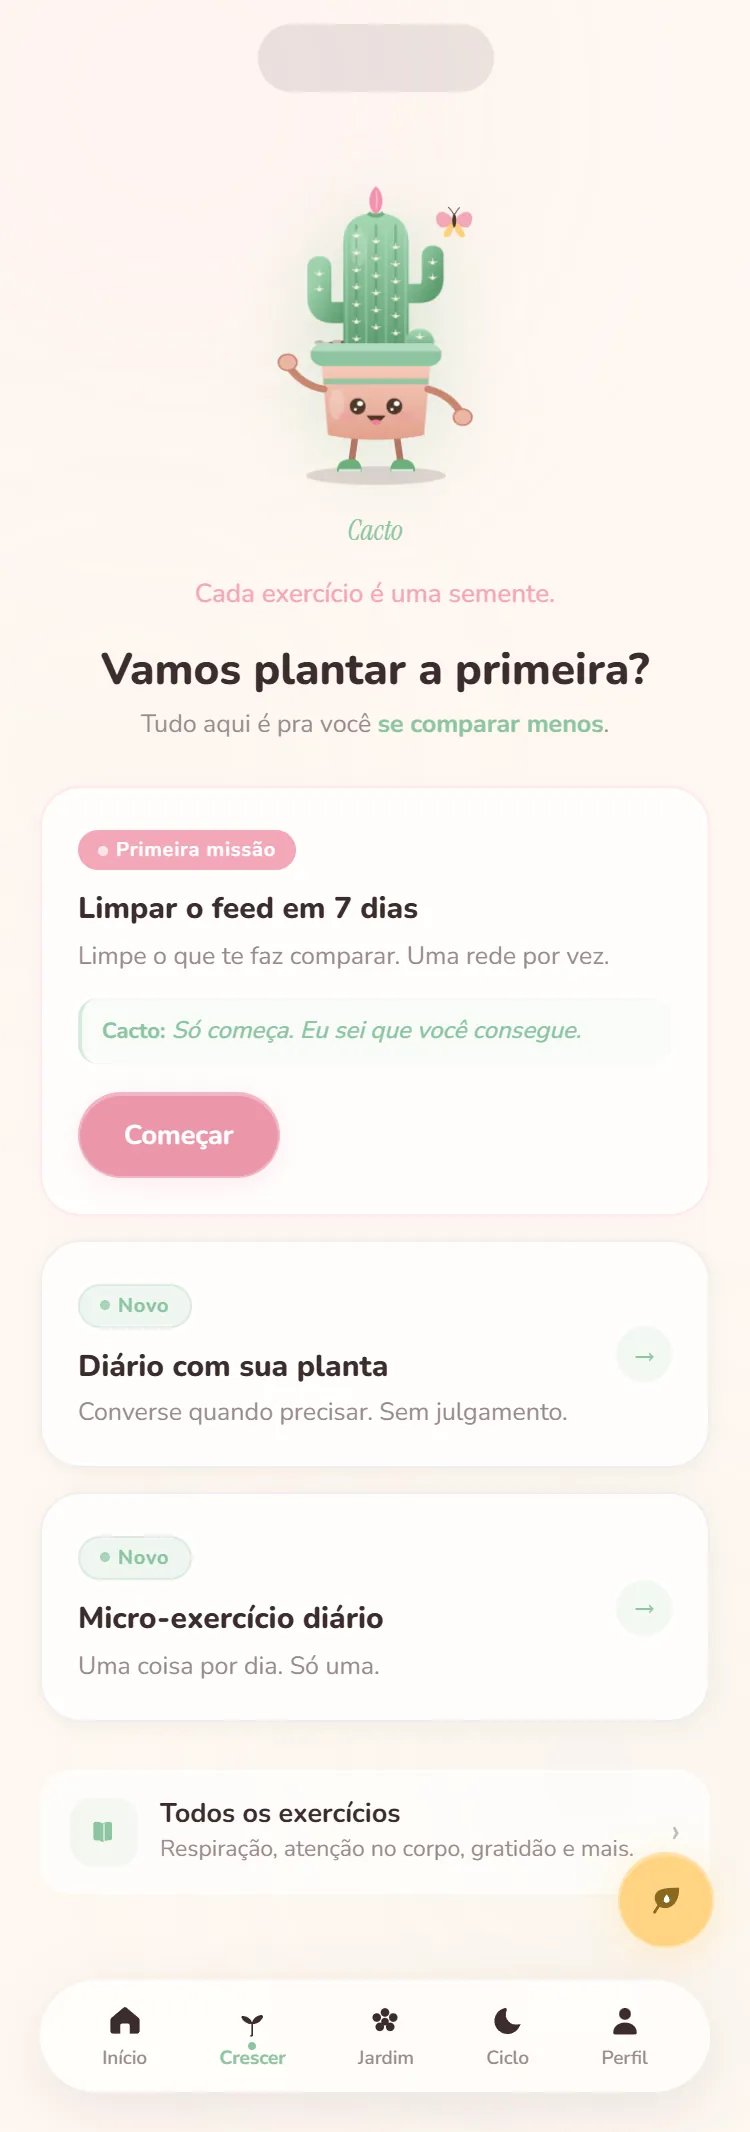 Cacto
Cada exercício é uma semente.
Vamos plantar a primeira?
Tudo aqui é pra você se comparar menos.
Primeira missão
Limpar o feed em 7 dias
Limpe o que te faz comparar. Uma rede por vez.
Cacto: Só começa. Eu sei que você consegue.
Começar
Novo
Diário com sua planta
→
Converse quando precisar. Sem julgamento.
Novo
Micro-exercício diário
→
Uma coisa por dia. Só uma.
Todos os exercícios
Respiração, atenção no corpo, gratidão e mais.
›
Início
Crescer
Jardim
Ciclo
Perfil